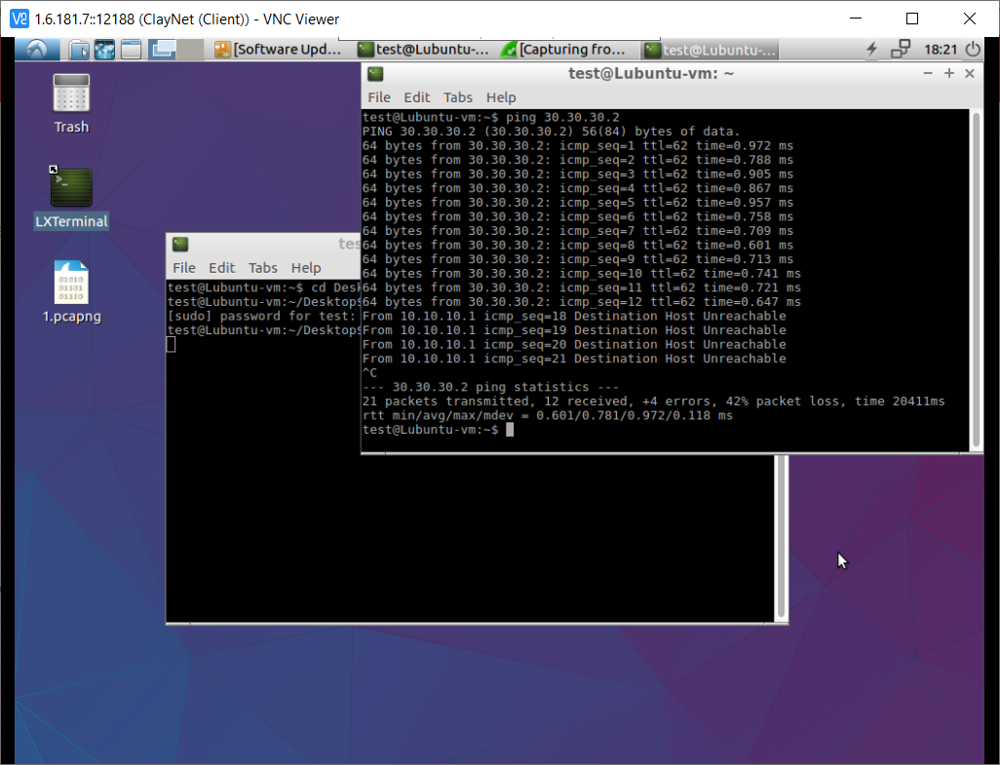 1.6.181.7::12188 (ClayNet (Client)) - VNC Viewer
[Software Upd...
test@Lubuntu-...
[Capturing fro...
test@Lubuntu-vm:...
18:21
Trash
LXTerminal
01010
01101
01110
1.pcapng
tes
File Edit Tabs Help
test@Lubuntu-vm:~$ cd Desk
test@Lubuntu-vm:~/Desktop$
[sudo] password for test:
test@Lubuntu-vm:~/Desktop$
test@Lubuntu-vm: ~
File Edit Tabs Help
test@Lubuntu-vm:~$ ping 30.30.30.2
PING 30.30.30.2 (30.30.30.2) 56(84) bytes of data.
64 bytes from 30.30.30.2: icmp_seq=1 ttl=62 time=0.972 ms
64 bytes from 30.30.30.2: icmp_seq=2 ttl=62 time=0.788 ms
64 bytes from 30.30.30.2: icmp_seq=3 ttl=62 time=0.905 ms
64 bytes from 30.30.30.2: icmp_seq=4 ttl=62 time=0.867 ms
64 bytes from 30.30.30.2: icmp_seq=5 ttl=62 time=0.957 ms
64 bytes from 30.30.30.2: icmp_seq=6 ttl=62 time=0.758 ms
64 bytes from 30.30.30.2: icmp_seq=7 ttl=62 time=0.709 ms
64 bytes from 30.30.30.2: icmp_seq=8 ttl=62 time=0.601 ms
64 bytes from 30.30.30.2: icmp_seq=9 ttl=62 time=0.713 ms
64 bytes from 30.30.30.2: icmp_seq=10 ttl=62 time=0.741 ms
64 bytes from 30.30.30.2: icmp_seq=11 ttl=62 time=0.721 ms
64 bytes from 30.30.30.2: icmp_seq=12 ttl=62 time=0.647 ms
From 10.10.10.1 icmp_seq=18 Destination Host Unreachable
From 10.10.10.1 icmp_seq=19 Destination Host Unreachable
From 10.10.10.1 icmp_seq=20 Destination Host Unreachable
From 10.10.10.1 icmp_seq=21 Destination Host Unreachable
^C
--- 30.30.30.2 ping statistics ---
21 packets transmitted, 12 received, +4 errors, 42% packet loss, time 20411ms
rtt min/avg/max/mdev = 0.601/0.781/0.972/0.118 ms
test@Lubuntu-vm:~$